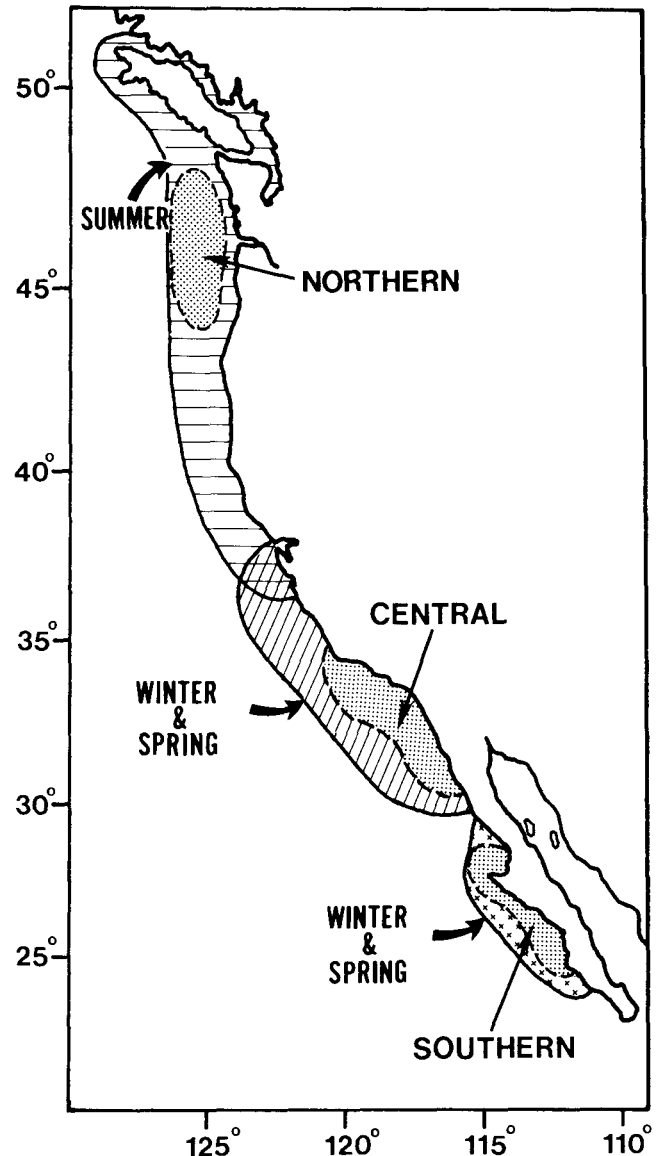 50°
SUMMER
NORTHERN
45°
40°
CENTRAL
35°
WINTER
&
SPRING
30°
WINTER
&
SPRING
25°
SOUTHERN
125°
120°
115°
110°